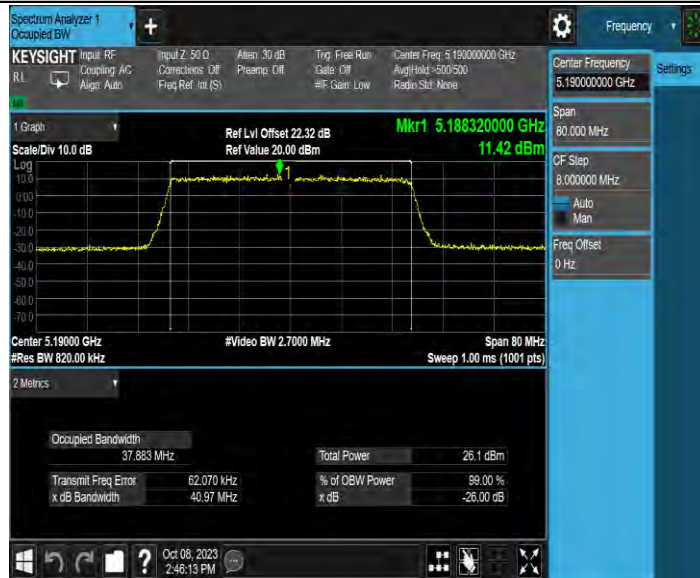 Spectrum Analyzer 1
Occupied BW
+
Frequency
KEYSIGHT
Input: RF
Coupling: AC
Align: Auto
Input Z: 50 Ω
Corrections: Off
Freq Ref: Int (S)
Atten: 30 dB
Preamp: Off
Trig: Free Run
Gate: Off
#IF Gain: Low
Center Freq: 5.190000000 GHz
Avg|Hold:>500/500
Radio Std: None
RL
1 Graph
Scale/Div 10.0 dB
Ref Lvl Offset 22.32 dB
Ref Value 20.00 dBm
Mkr1 5.188320000 GHz
11.42 dBm
Log
10.0
0.00
-10.0
-20.0
-30.0
-40.0
-50.0
-60.0
-70.0
1
Center 5.19000 GHz
#Res BW 820.00 kHz
#Video BW 2.7000 MHz
Span 80 MHz
Sweep 1.00 ms (1001 pts)
2 Metrics
Occupied Bandwidth
37.883 MHz
Total Power 26.1 dBm
Transmit Freq Error 62.070 kHz
% of OBW Power 99.00 %
x dB Bandwidth 40.97 MHz
x dB -26.00 dB
Center Frequency
5.190000000 GHz
Settings
Span
80.000 MHz
CF Step
8.000000 MHz
Auto
Man
Freq Offset
0 Hz
?
Oct 08, 2023
2:46:13 PM